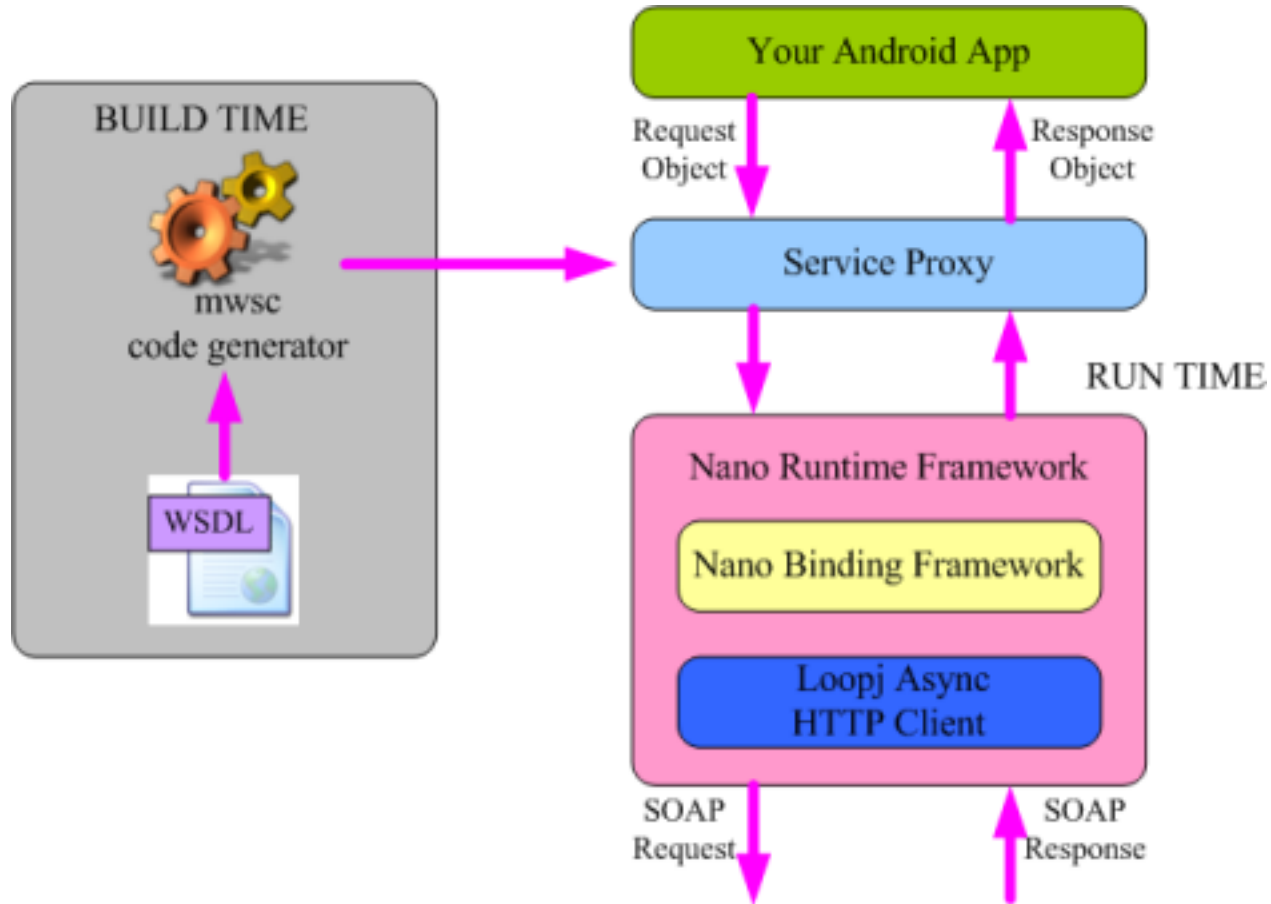 Your Android App
BUILD TIME
Request
Object
Response
Object
mwsc
code generator
Service Proxy
RUN TIME
WSDL
Nano Runtime Framework
Nano Binding Framework
Loopj Async
HTTP Client
SOAP
Request
SOAP
Response